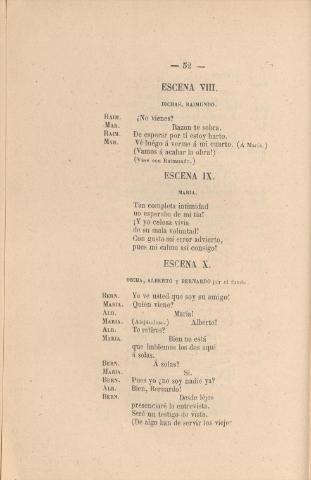 — 52 —
ESCENA VIII.
DICHAS, RAIMUNDO.
RAIM. ¿No vienes?
MAR. Razon te sobra.
RAIM. De esperar por tí estoy harto.
MAR. Vé luégo á verme á mi cuarto. (A María.)
(Vamos á acabar la obra!)
(Vase con Raimundo.)
ESCENA IX.
MARIA.
Tan completa intimidad
no esperaba de mi tia!
¡Y yo celosa vivia
de su mala voluntad!
Con gusto mi error advierto,
pues mi calma así consigo!
ESCENA X.
DICHA, ALBERTO y BERNARDO por el fondo.
BERN. Ya ve usted que soy su amigo!
MARIA. Quién viene?
ALB. María!
MARIA. (Alejándose.) Alberto!
ALB. Te retiras?
MARIA. Bien no está
que hablemos los dos aquí
á solas.
BERN. Á solas?
MARIA. Sí.
BERN. Pues yo ¿no soy nadie ya?
ALB. Bien, Bernardo!
BERN. Desde léjos
presenciaré la entrevista.
Seré un testigo de vista.
(De algo han de servir los viejo